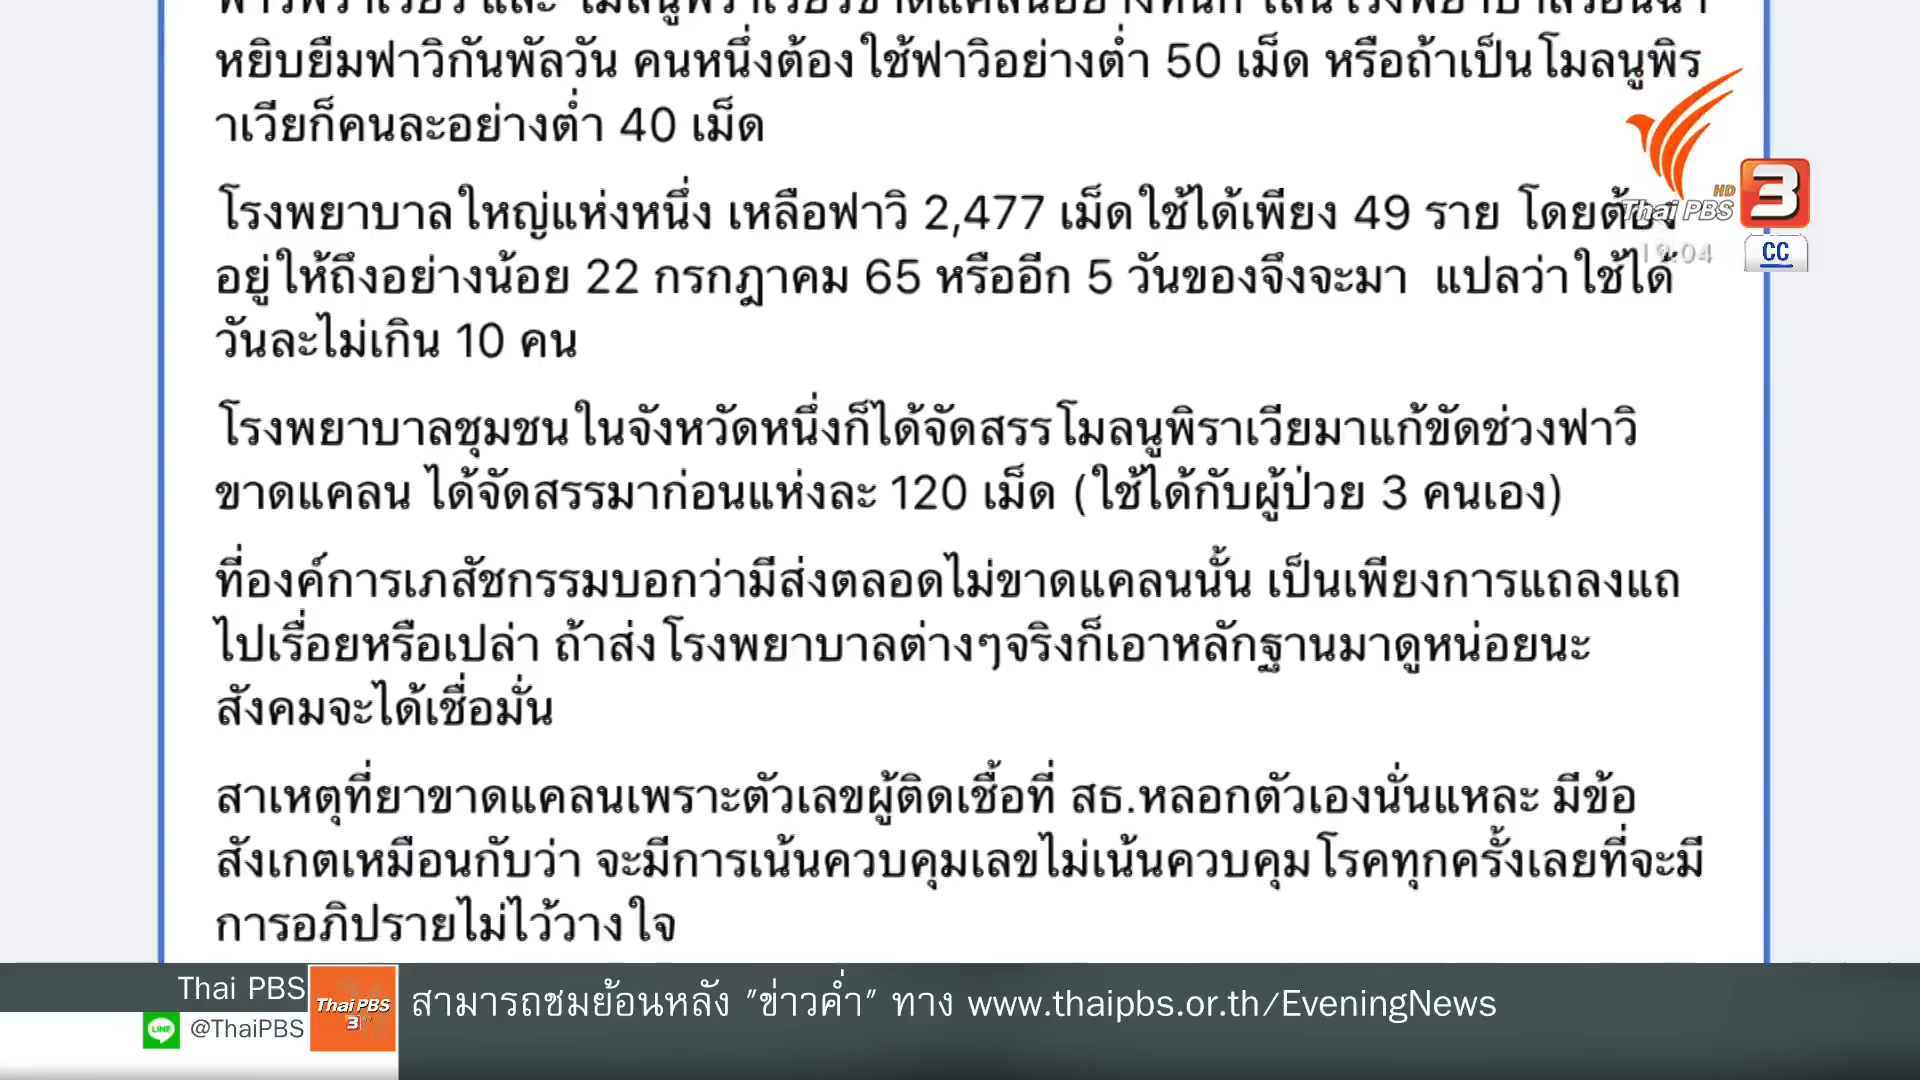 หยิบยืมฟาวิกันพัลวัน คนหนึ่งต้องใช้ฟาวิอย่างต่ำ 50 เม็ด หรือถ้าเป็นโมลนูพิร
าเวียก็คนละอย่างต่ำ 40 เม็ด
โรงพยาบาลใหญ่แห่งหนึ่ง เหลือฟาวิ 2,477 เม็ดใช้ได้เพียง 49 ราย โดยต้อง
อยู่ให้ถึงอย่างน้อย 22 กรกฎาคม 65 หรืออีก 5 วันของจึงจะมา แปลว่าใช้ได้
วันละไม่เกิน 10 คน
โรงพยาบาลชุมชนในจังหวัดหนึ่งก็ได้จัดสรรโมลนูพิราเวียมาแก้ขัดช่วงฟาวิ
ขาดแคลน ได้จัดสรรมาก่อนแห่งละ 120 เม็ด (ใช้ได้กับผู้ป่วย 3 คนเอง)
ที่องค์การเภสัชกรรมบอกว่ามีส่งตลอดไม่ขาดแคลนนั้น เป็นเพียงการแถลงแถ
ไปเรื่อยหรือเปล่า ถ้าส่งโรงพยาบาลต่างๆจริงก็เอาหลักฐานมาดูหน่อยนะ
สังคมจะได้เชื่อมั่น
สาเหตุที่ยาขาดแคลนเพราะตัวเลขผู้ติดเชื้อที่ สธ.หลอกตัวเองนั่นแหละ มีข้อ
สังเกตเหมือนกับว่า จะมีการเน้นควบคุมเลขไม่เน้นควบคุมโรคทุกครั้งเลยที่จะมี
การอภิปรายไม่ไว้วางใจ
HD
Thai PBS 3
19:04
CC
Thai PBS
LINE @ThaiPBS
Thai PBS
3
สามารถชมย้อนหลัง "ข่าวค่ำ" ทาง www.thaipbs.or.th/EveningNews